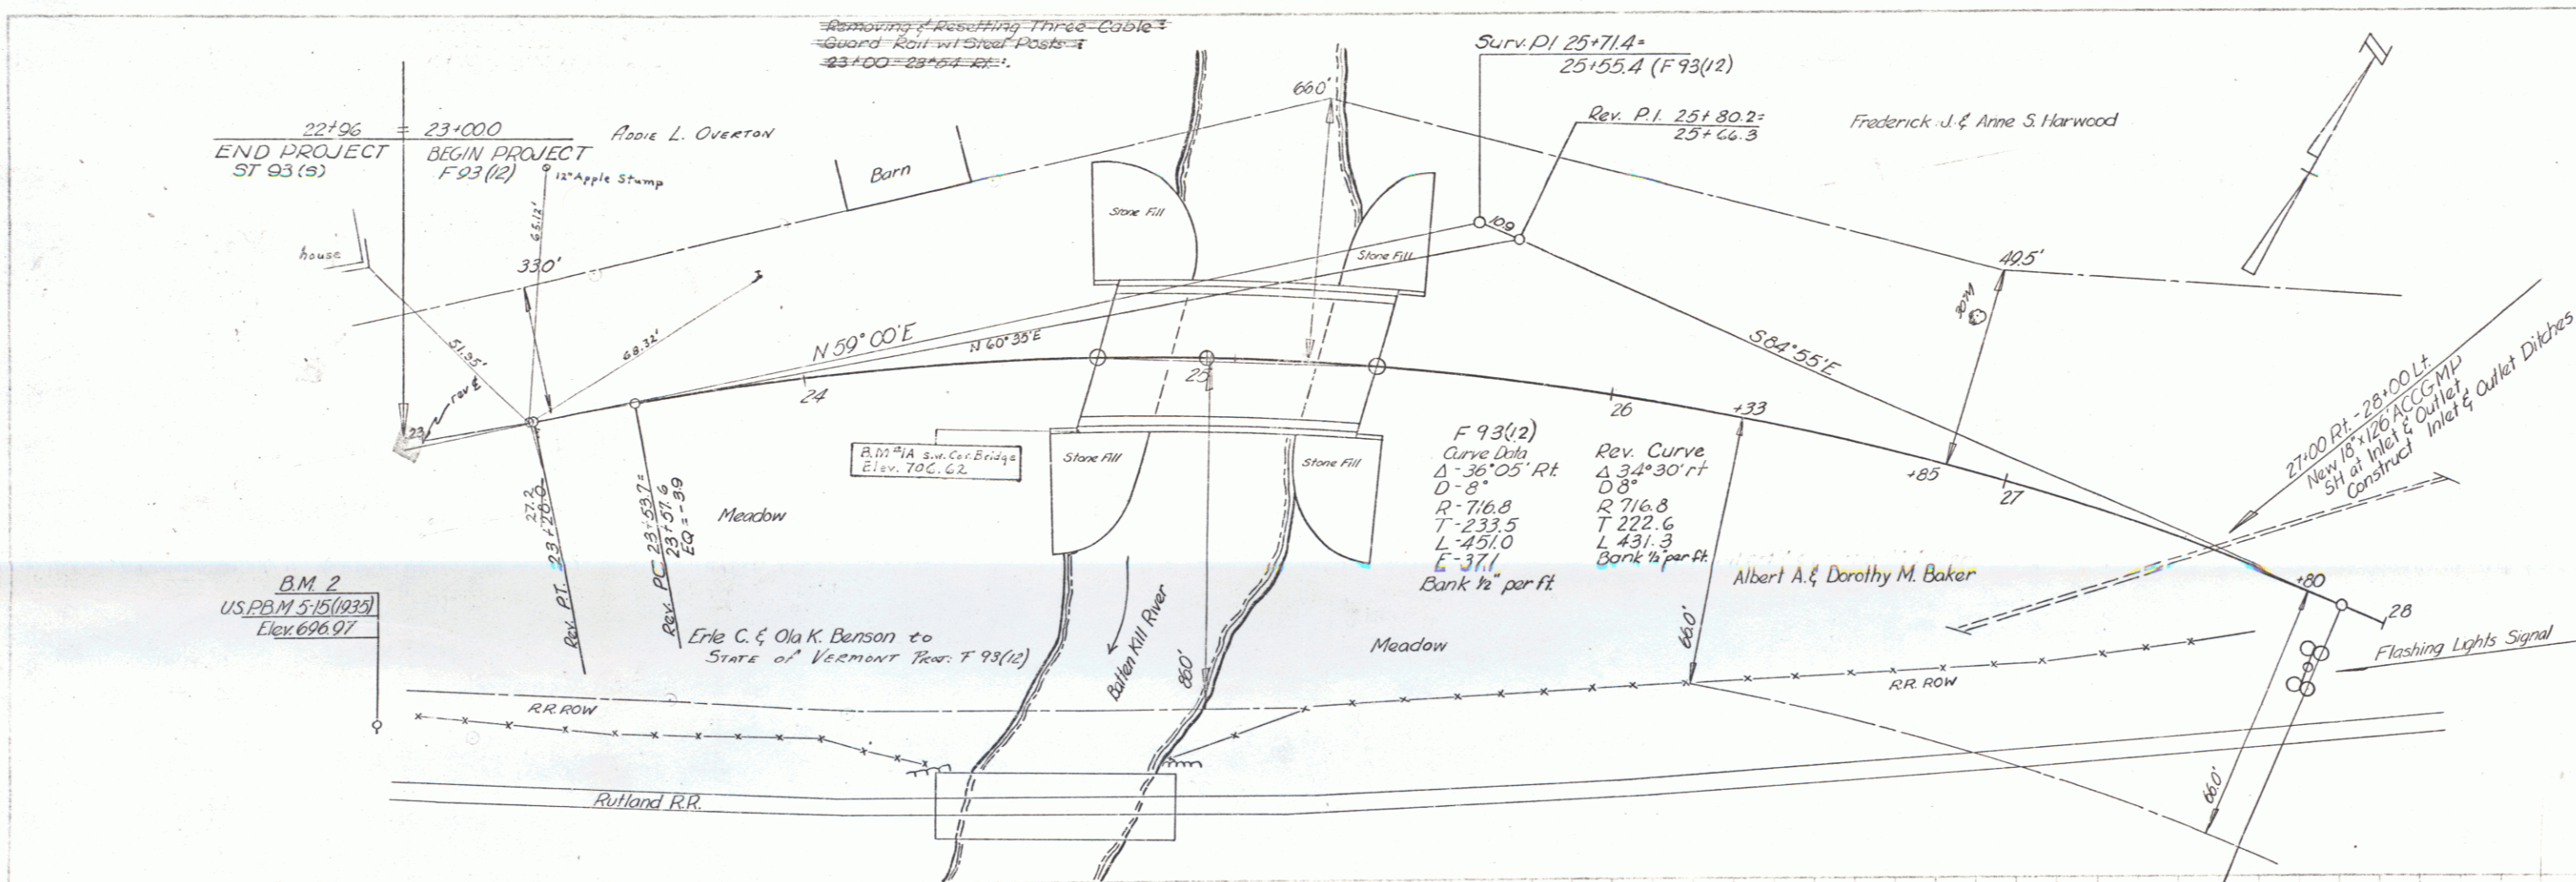 Removing & Resetting Three Cable
Guard Rail w/ Steel Posts
23+00 - 23+54 Rt.
22+96 = 23+00.0
END PROJECT BEGIN PROJECT
ST 93(5) F 93(12)
ADDIE L. OVERTON
12" Apple Stump
65.12'
house
33.0'
51.95'
68.32'
rev ℄
23
Barn
Stone Fill
66.0'
Stone Fill
Surv. P.I. 25+71.4=
25+55.4 (F 93(12)
Rev. P.I. 25+80.2=
25+66.3
10.9
Frederick J. & Anne S. Harwood
N
49.5'
N 59°00'E
N 60°35'E
S 84°55'E
24
25
26
+33
+85
27
+80
28
27+00 Rt. - 28+00 Lt.
New 18" x 126' ACCGMP
SH at Inlet & Outlet
Construct Inlet & Outlet Ditches
B.M #1A s.w. Cor. Bridge
Elev. 706.62
Stone Fill
Stone Fill
27.2
Rev. P.T. 23+28.0
Rev. PC 23+53.7=
23+57.6
EQ = -3.9
Meadow
F 93(12)
Curve Data
Δ - 36°05' Rt.
D - 8°
R - 716.8
T - 233.5
L - 451.0
E - 37.1
Bank ½" per ft.
Rev. Curve
Δ 34°30' rt
D 8°
R 716.8
T 222.6
L 431.3
Bank ½" per ft.
66.0'
Albert A. & Dorothy M. Baker
B.M. 2
U.S.P.B.M 5-15 (1935)
Elev. 696.97
Erle C. & Ola K. Benson to
STATE of VERMONT PROJ: F 93(12)
Batten Kill River
86.0'
Meadow
Flashing Lights Signal
R.R. ROW
R.R. ROW
66.0'
Rutland R.R.